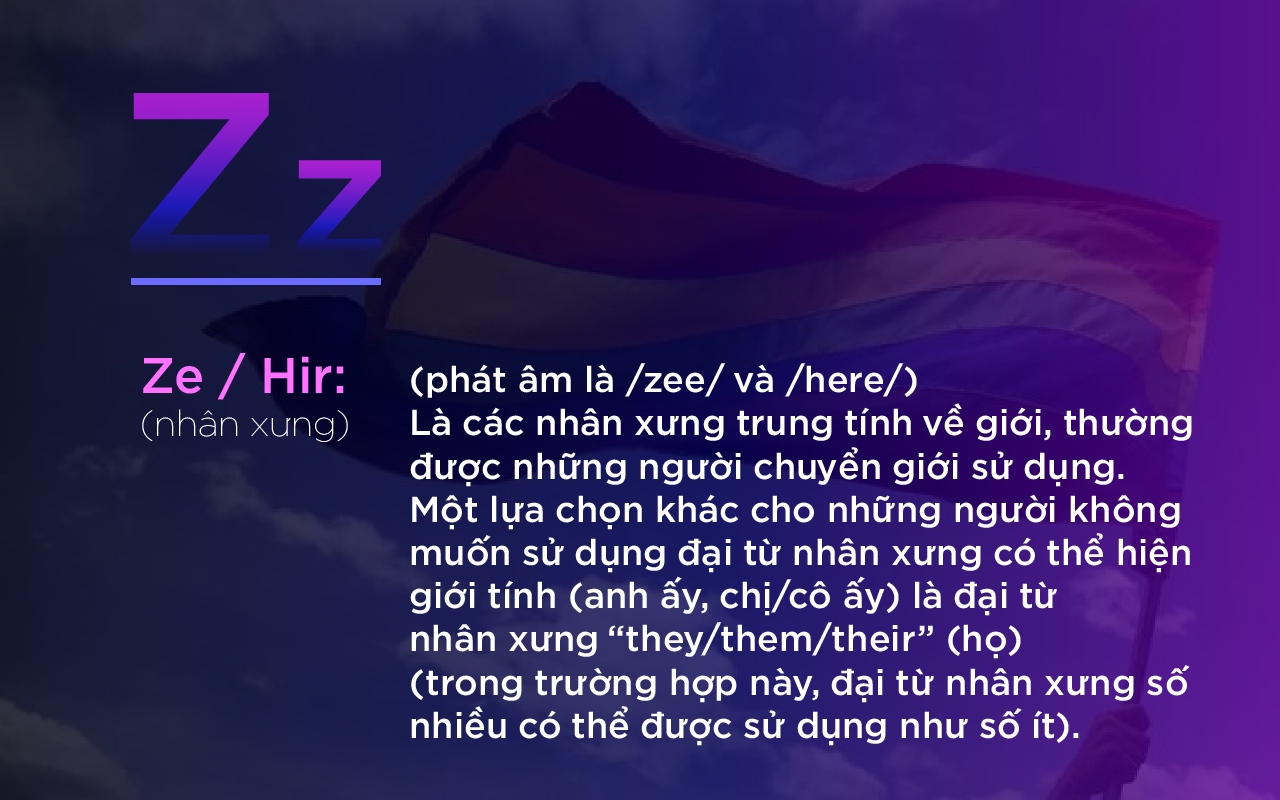 Zz
Ze / Hir:
(nhân xưng)
(phát âm là /zee/ và /here/)
Là các nhân xưng trung tính về giới, thường
được những người chuyển giới sử dụng.
Một lựa chọn khác cho những người không
muốn sử dụng đại từ nhân xưng có thể hiện
giới tính (anh ấy, chị/cô ấy) là đại từ
nhân xưng “they/them/their” (họ)
(trong trường hợp này, đại từ nhân xưng số
nhiều có thể được sử dụng như số ít).